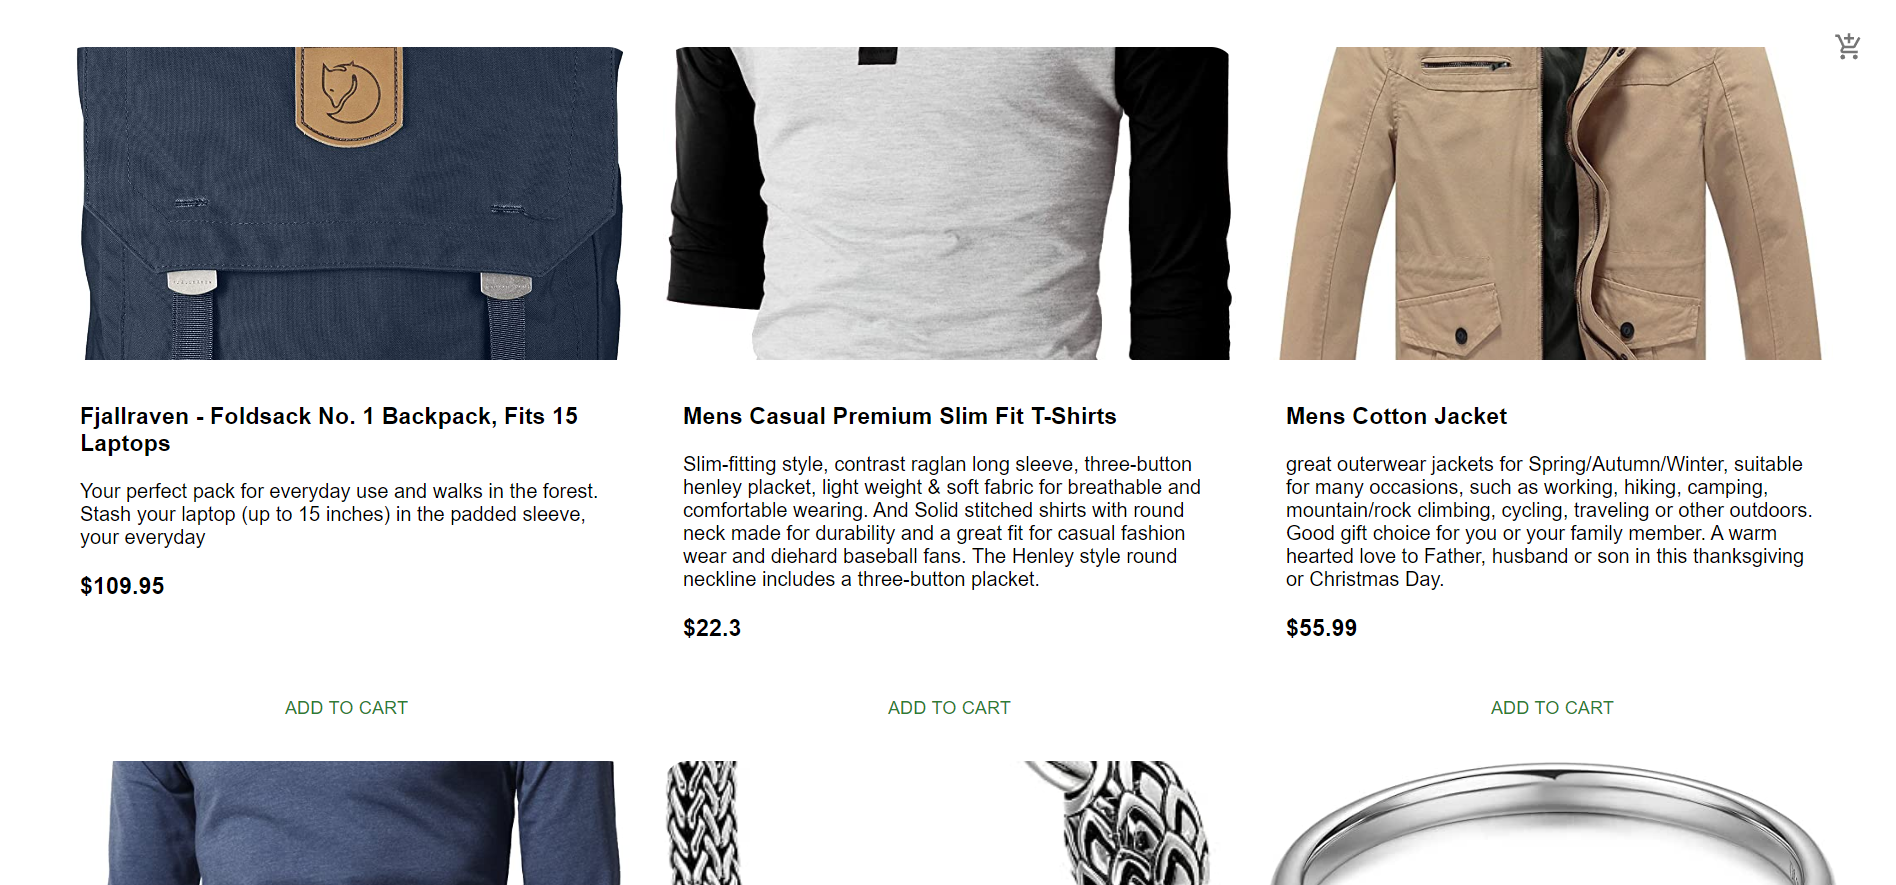 Fjallraven - Foldsack No. 1 Backpack, Fits 15
Laptops
Your perfect pack for everyday use and walks in the forest.
Stash your laptop (up to 15 inches) in the padded sleeve,
your everyday
$109.95
ADD TO CART
Mens Casual Premium Slim Fit T-Shirts
Slim-fitting style, contrast raglan long sleeve, three-button
henley placket, light weight & soft fabric for breathable and
comfortable wearing. And Solid stitched shirts with round
neck made for durability and a great fit for casual fashion
wear and diehard baseball fans. The Henley style round
neckline includes a three-button placket.
$22.3
ADD TO CART
Mens Cotton Jacket
great outerwear jackets for Spring/Autumn/Winter, suitable
for many occasions, such as working, hiking, camping,
mountain/rock climbing, cycling, traveling or other outdoors.
Good gift choice for you or your family member. A warm
hearted love to Father, husband or son in this thanksgiving
or Christmas Day.
$55.99
ADD TO CART